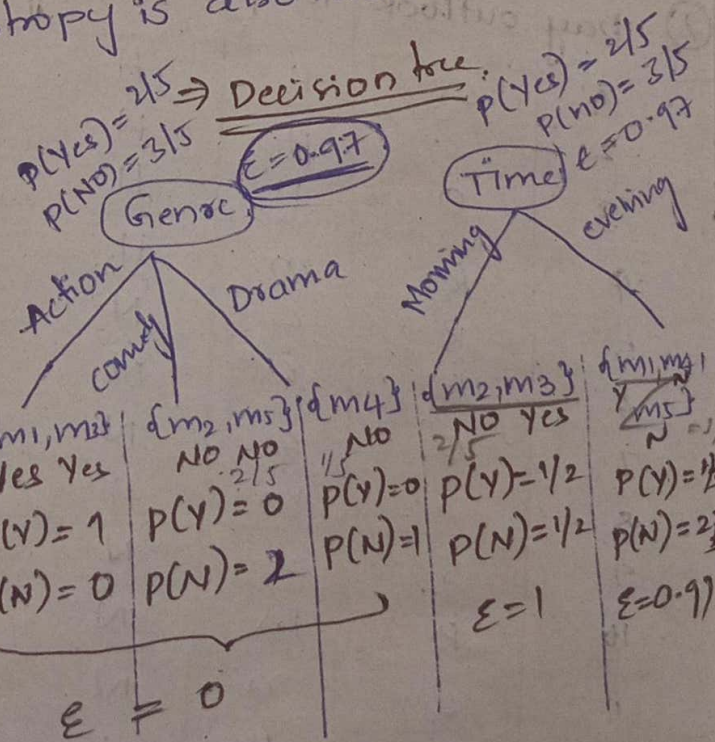 tropy is
P(Yes) = 2/5 ⇒ Decision tree.
P(NO) = 3/5
P(Yes) = 2/5
P(NO) = 3/5
Ɛ = 0.97
Ɛ = 0.97
Genre
Time
Action
comdy
Drama
Morning
evening
m1, m3}
{m2, m5}
{m4}
{m2, m3}
{m1, m4,
m5}
Yes Yes
NO NO
NO
NO Yes
Y N
N
2/5
1/5
2/5
(Y) = 1
P(Y) = 0
P(Y) = 0
P(Y) = 1/2
P(Y) = 1/
(N) = 0
P(N) = 2
P(N) = 1
P(N) = 1/2
P(N) = 2/
Ɛ = 1
Ɛ = 0.97
Ɛ = 0